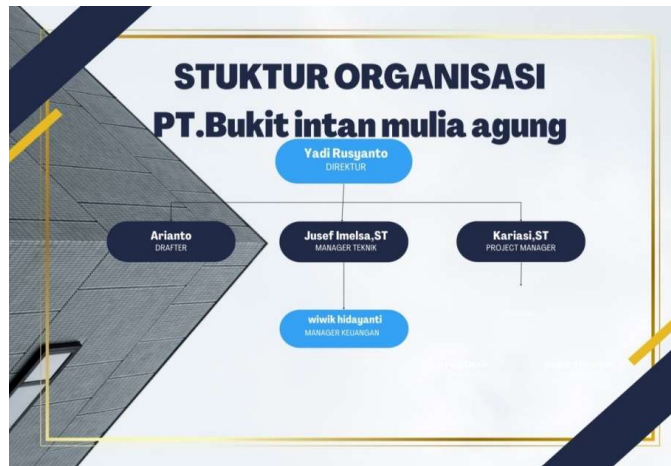 STUKTUR ORGANISASI
PT.Bukit intan mulia agung
Yadi Rusyanto
DIREKTUR
Arianto
DRAFTER
Jusef Imelsa,ST
MANAGER TEKNIK
Kariasi,ST
PROJECT MANAGER
wiwik hidayanti
MANAGER KEUANGAN